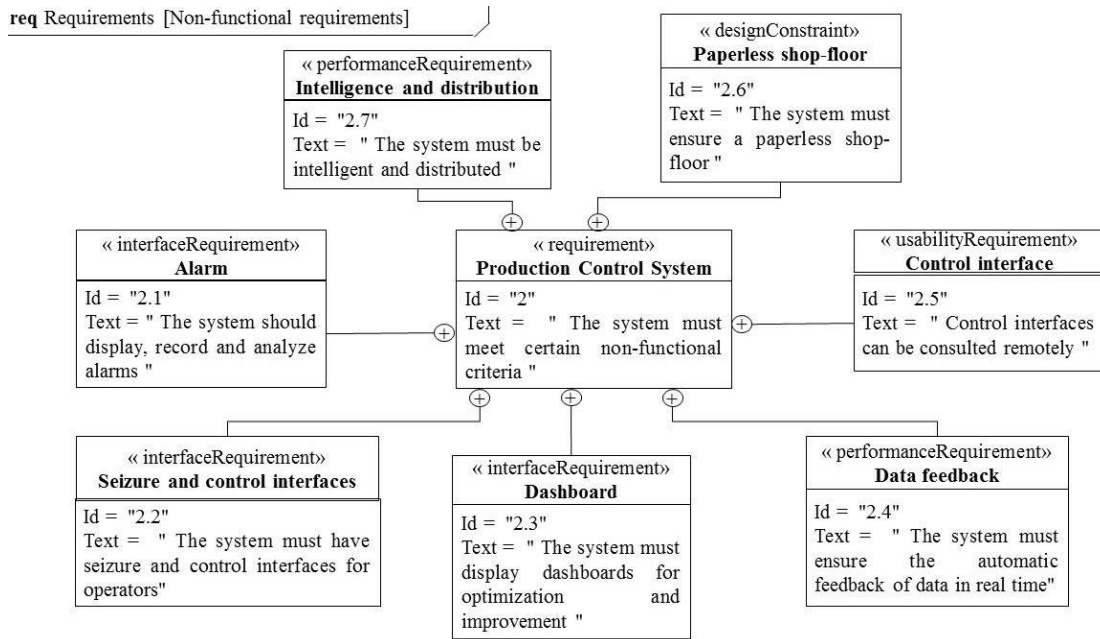 req Requirements [Non-functional requirements]
« performanceRequirement»
Intelligence and distribution
Id = "2.7"
Text = " The system must be
intelligent and distributed "
« designConstraint»
Paperless shop-floor
Id = "2.6"
Text = " The system must
ensure a paperless shop-
floor "
« interfaceRequirement»
Alarm
Id = "2.1"
Text = " The system should
display, record and analyze
alarms "
« requirement»
Production Control System
Id = "2"
Text = " The system must
meet certain non-functional
criteria "
« usabilityRequirement»
Control interface
Id = "2.5"
Text = " Control interfaces
can be consulted remotely "
« interfaceRequirement»
Seizure and control interfaces
Id = "2.2"
Text = " The system must have
seizure and control interfaces for
operators"
« interfaceRequirement»
Dashboard
Id = "2.3"
Text = " The system must
display dashboards for
optimization and
improvement "
« performanceRequirement»
Data feedback
Id = "2.4"
Text = " The system must
ensure the automatic
feedback of data in real time"